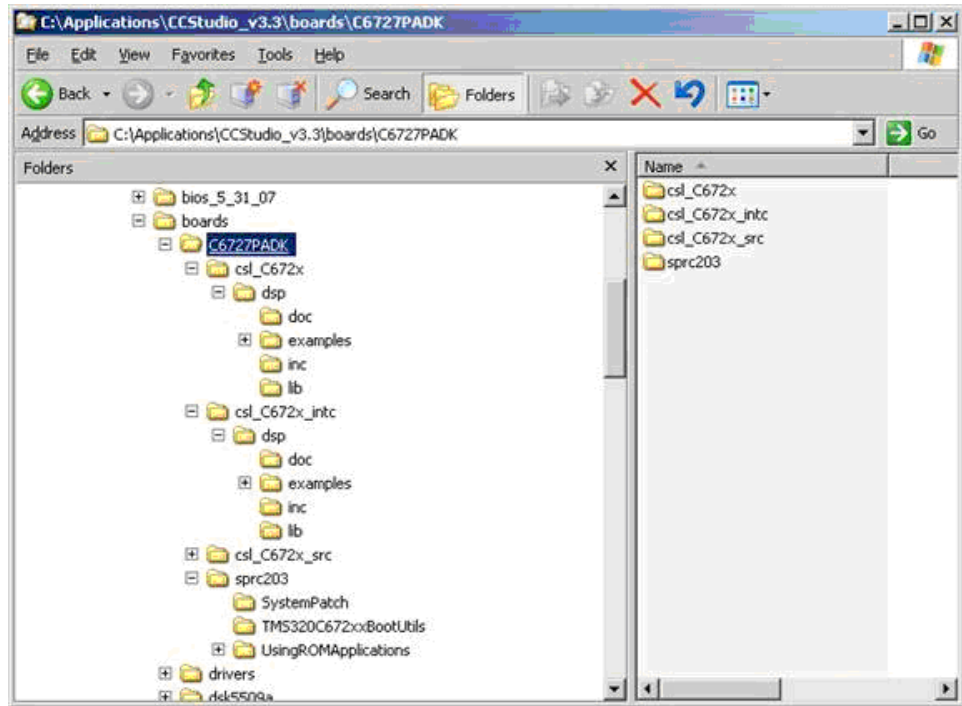 C:\Applications\CCStudio_v3.3\boards\C6727PADK
File Edit View Favorites Tools Help
Back Search Folders
Address C:\Applications\CCStudio_v3.3\boards\C6727PADK Go
Folders x
Name
bios_5_31_07
boards
C6727PADK
csl_C672x
dsp
doc
examples
inc
lib
csl_C672x_intc
dsp
doc
examples
inc
lib
csl_C672x_src
sprc203
SystemPatch
TMS320C672xxBootUtils
UsingROMApplications
drivers
dsk5509a
csl_C672x
csl_C672x_intc
csl_C672x_src
sprc203